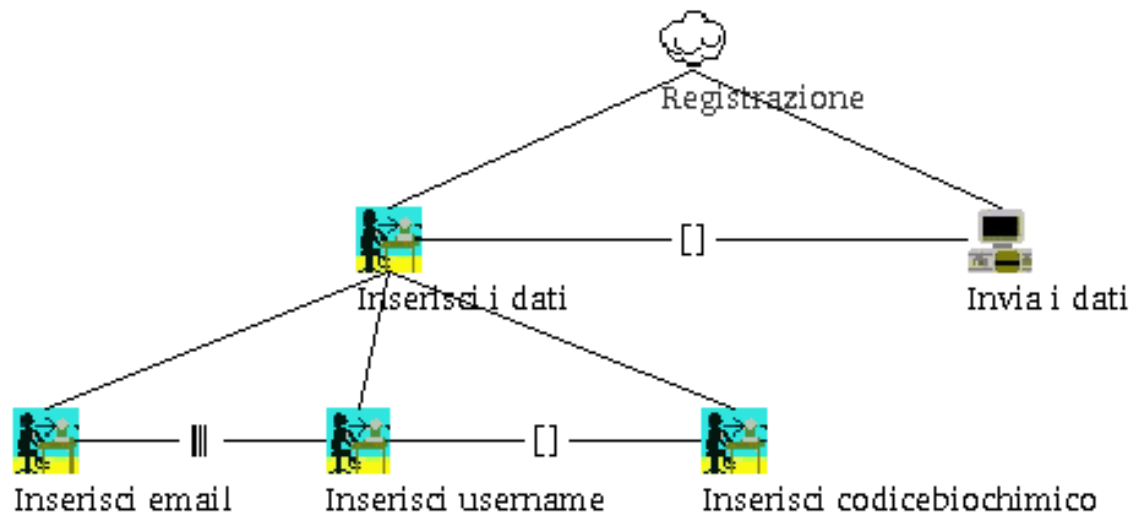 Registrazione
[]
Inserisci i dati
Invia i dati
|||
[]
Inserisci email
Inserisci username
Inserisci codicebiochimico